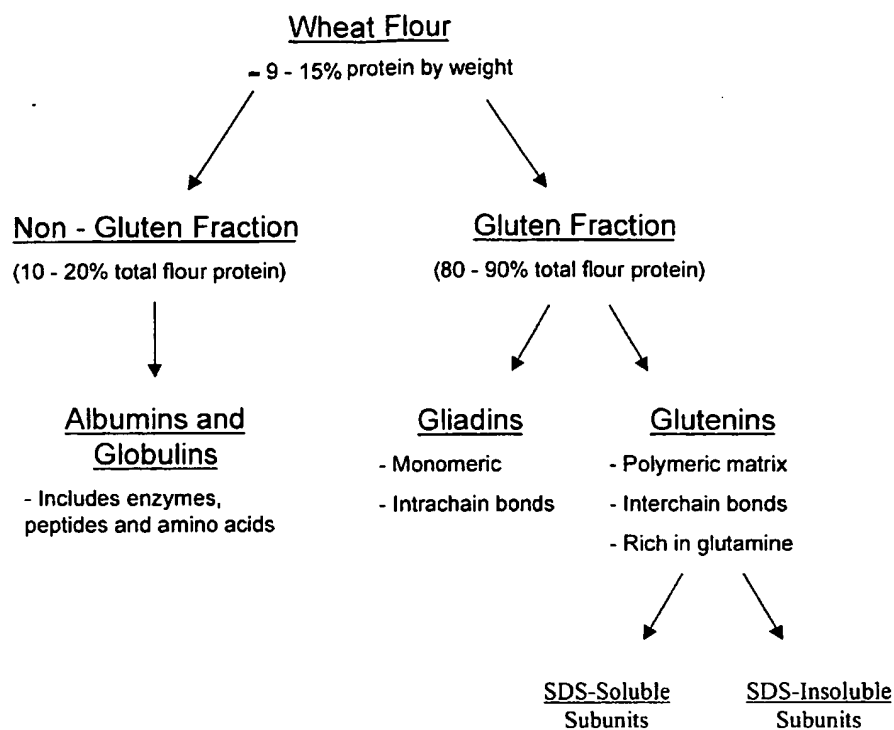 Wheat Flour
- 9 - 15% protein by weight
Non - Gluten Fraction
(10 - 20% total flour protein)
Gluten Fraction
(80 - 90% total flour protein)
Albumins and
Globulins
- Includes enzymes,
peptides and amino acids
Gliadins
- Monomeric
- Intrachain bonds
Glutenins
- Polymeric matrix
- Interchain bonds
- Rich in glutamine
SDS-Soluble
Subunits
SDS-Insoluble
Subunits